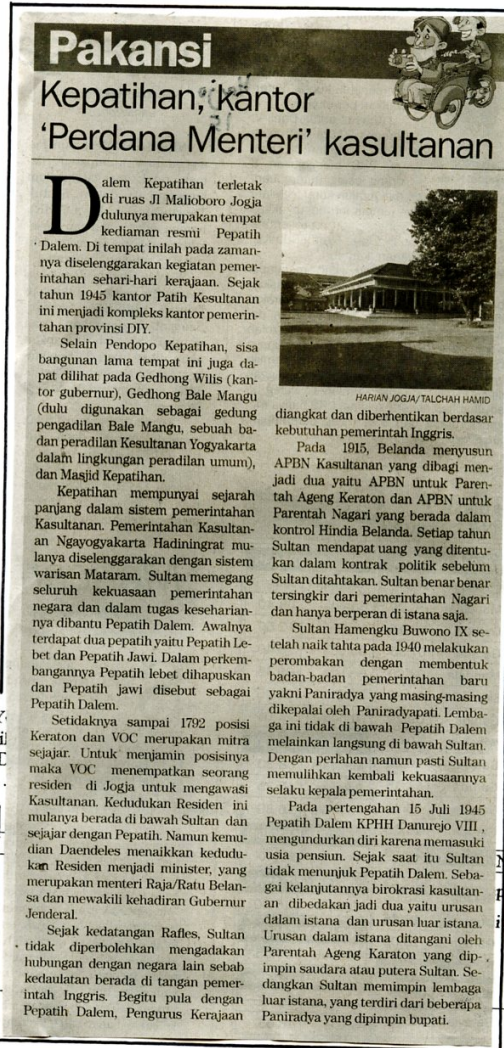 Pakansi
Kepatihan, kantor
'Perdana Menteri' kasultanan
Dalem Kepatihan terletak
di ruas Jl Malioboro Jogja
dulunya merupakan tempat
kediaman resmi Pepatih
Dalem. Di tempat inilah pada zaman-
nya diselenggarakan kegiatan pemer-
intahan sehari-hari kerajaan. Sejak
tahun 1945 kantor Patih Kesultanan
ini menjadi kompleks kantor pemerin-
tahan provinsi DIY.
Selain Pendopo Kepatihan, sisa
bangunan lama tempat ini juga da-
pat dilihat pada Gedhong Wilis (kan-
tor gubernur), Gedhong Bale Mangu
(dulu digunakan sebagai gedung
pengadilan Bale Mangu, sebuah ba-
dan peradilan Kesultanan Yogyakarta
dalam lingkungan peradilan umum),
dan Masjid Kepatihan.
Kepatihan mempunyai sejarah
panjang dalam sistem pemerintahan
Kasultanan. Pemerintahan Kasultan-
an Ngayogyakarta Hadiningrat mu-
lanya diselenggarakan dengan sistem
warisan Mataram. Sultan memegang
seluruh kekuasaan pemerintahan
negara dan dalam tugas keseharian-
nya dibantu Pepatih Dalem. Awalnya
terdapat dua pepatih yaitu Pepatih Le-
bet dan Pepatih Jawi. Dalam perkem-
bangannya Pepatih lebet dihapuskan
dan Pepatih jawi disebut sebagai
Pepatih Dalem.
Setidaknya sampai 1792 posisi
Keraton dan VOC merupakan mitra
sejajar. Untuk menjamin posisinya
maka VOC menempatkan seorang
residen di Jogja untuk mengawasi
Kasultanan. Kedudukan Residen ini
mulanya berada di bawah Sultan dan
sejajar dengan Pepatih. Namun kemu-
dian Daendeles menaikkan kedudu-
kan Residen menjadi minister, yang
merupakan menteri Raja/Ratu Belan-
sa dan mewakili kehadiran Gubernur
Jenderal.
Sejak kedatangan Rafles, Sultan
tidak diperbolehkan mengadakan
hubungan dengan negara lain sebab
kedaulatan berada di tangan pemer-
intah Inggris. Begitu pula dengan
Pepatih Dalem, Pengurus Kerajaan
HARIAN JOGJA/TALCHAH HAMID
diangkat dan diberhentikan berdasar
kebutuhan pemerintah Inggris.
Pada 1915, Belanda menyusun
APBN Kasultanan yang dibagi men-
jadi dua yaitu APBN untuk Paren-
tah Ageng Keraton dan APBN untuk
Parentah Nagari yang berada dalam
kontrol Hindia Belanda. Setiap tahun
Sultan mendapat uang yang ditentu-
kan dalam kontrak politik sebelum
Sultan ditahtakan. Sultan benar benar
tersingkir dari pemerintahan Nagari
dan hanya berperan di istana saja.
Sultan Hamengku Buwono IX se-
telah naik tahta pada 1940 melakukan
perombakan dengan membentuk
badan-badan pemerintahan baru
yakni Paniradya yang masing-masing
dikepalai oleh Paniradyapati. Lemba-
ga ini tidak di bawah Pepatih Dalem
melainkan langsung di bawah Sultan.
Dengan perlahan namun pasti Sultan
memulihkan kembali kekuasaannya
selaku kepala pemerintahan.
Pada pertengahan 15 Juli 1945
Pepatih Dalem KPHH Danurejo VIII ,
mengundurkan diri karena memasuki
usia pensiun. Sejak saat itu Sultan
tidak menunjuk Pepatih Dalem. Seba-
gai kelanjutannya birokrasi kasultan-
an dibedakan jadi dua yaitu urusan
dalam istana dan urusan luar istana.
Urusan dalam istana ditangani oleh
Parentah Ageng Karaton yang dip-
impin saudara atau putera Sultan. Se-
dangkan Sultan memimpin lembaga
luar istana, yang terdiri dari beberapa
Paniradya yang dipimpin bupati.